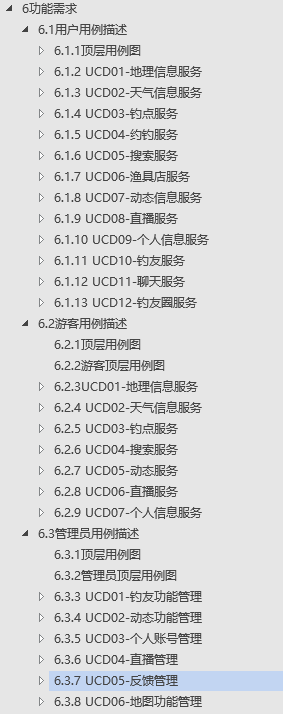 6功能需求
6.1用户用例描述
6.1.1顶层用例图
6.1.2 UCD01-地理信息服务
6.1.3 UCD02-天气信息服务
6.1.4 UCD03-钓点服务
6.1.5 UCD04-约钓服务
6.1.6 UCD05-搜索服务
6.1.7 UCD06-渔具店服务
6.1.8 UCD07-动态信息服务
6.1.9 UCD08-直播服务
6.1.10 UCD09-个人信息服务
6.1.11 UCD10-钓友服务
6.1.12 UCD11-聊天服务
6.1.13 UCD12-钓友圈服务
6.2游客用例描述
6.2.1顶层用例图
6.2.2游客顶层用例图
6.2.3UCD01-地理信息服务
6.2.4 UCD02-天气信息服务
6.2.5 UCD03-钓点服务
6.2.6 UCD04-搜索服务
6.2.7 UCD05-动态服务
6.2.8 UCD06-直播服务
6.2.9 UCD07-个人信息服务
6.3管理员用例描述
6.3.1顶层用例图
6.3.2管理员顶层用例图
6.3.3 UCD01-钓友功能管理
6.3.4 UCD02-动态功能管理
6.3.5 UCD03-个人账号管理
6.3.6 UCD04-直播管理
6.3.7 UCD05-反馈管理
6.3.8 UCD06-地图功能管理